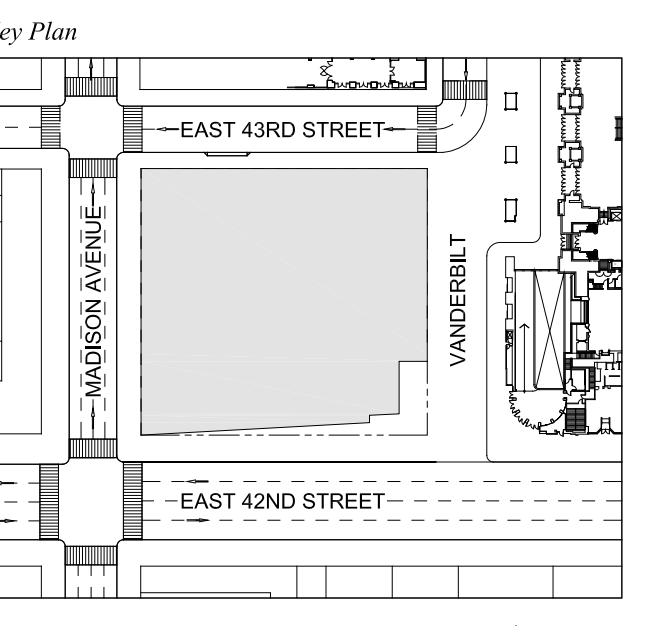 ey Plan
EAST 43RD STREET
MADISON AVENUE
VANDERBILT
EAST 42ND STREET